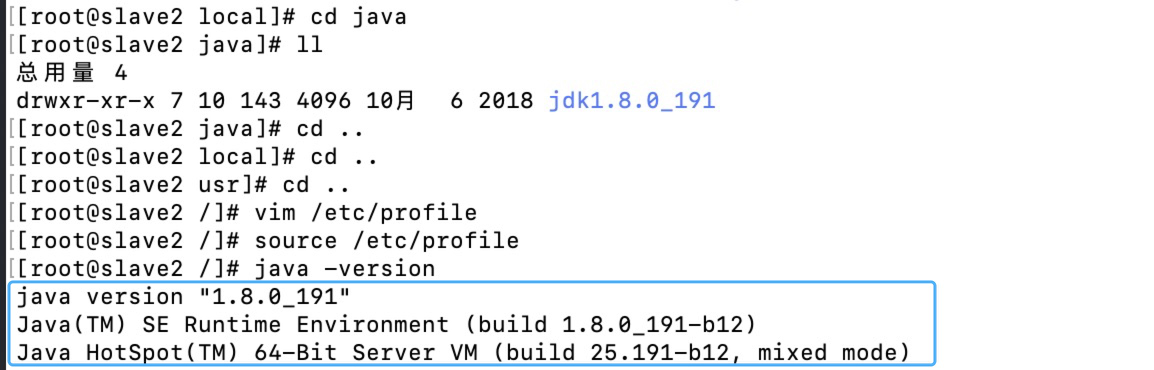 [[root@slave2 local]# cd java
[[root@slave2 java]# ll
总用量 4
drwxr-xr-x 7 10 143 4096 10月  6 2018 jdk1.8.0_191
[[root@slave2 java]# cd ..
[[root@slave2 local]# cd ..
[[root@slave2 usr]# cd ..
[[root@slave2 /]# vim /etc/profile
[[root@slave2 /]# source /etc/profile
[[root@slave2 /]# java -version
java version "1.8.0_191"
Java(TM) SE Runtime Environment (build 1.8.0_191-b12)
Java HotSpot(TM) 64-Bit Server VM (build 25.191-b12, mixed mode)